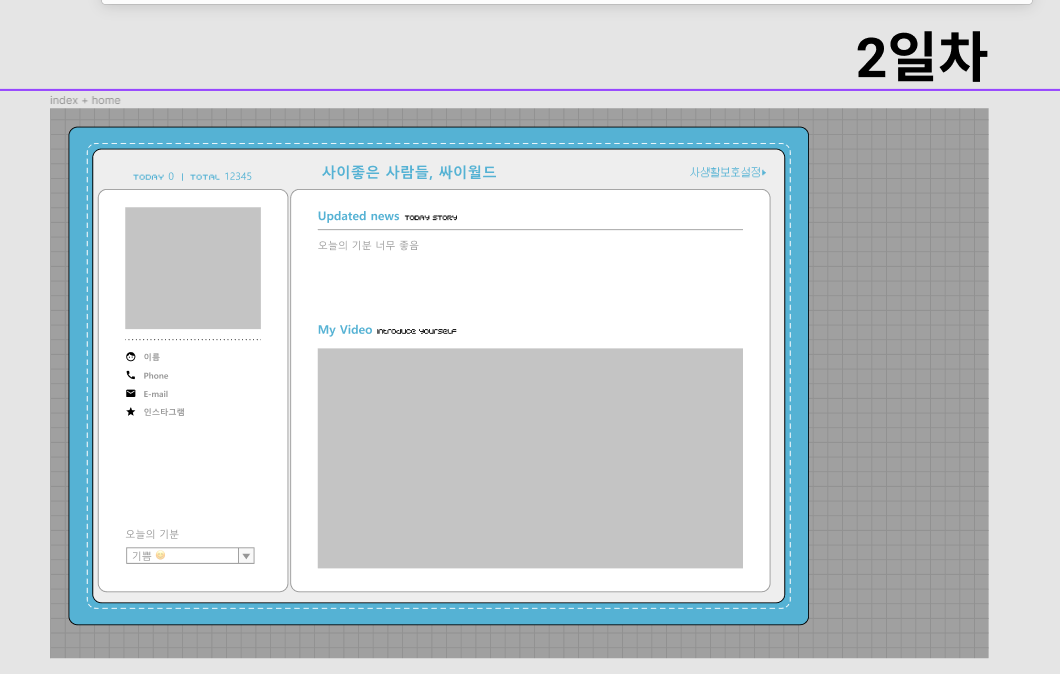 2일차
index + home
TODAY 0 | TOTAL 12345
사이좋은 사람들, 싸이월드
사생활보호설정▸
이름
Phone
E-mail
인스타그램
오늘의 기분
기쁨 😊
Updated news TODAY STORY
오늘의 기분 너무 좋음
My Video introduce yourself